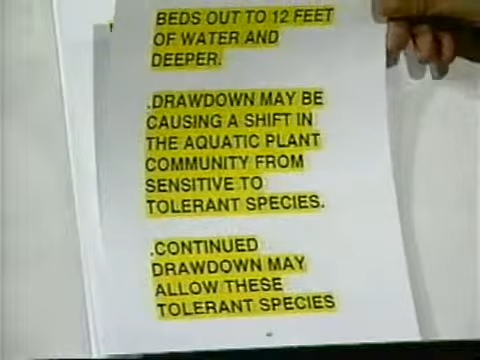 BEDS OUT TO 12 FEET
OF WATER AND
DEEPER.
.DRAWDOWN MAY BE
CAUSING A SHIFT IN
THE AQUATIC PLANT
COMMUNITY FROM
SENSITIVE TO
TOLERANT SPECIES.
.CONTINUED
DRAWDOWN MAY
ALLOW THESE
TOLERANT SPECIES